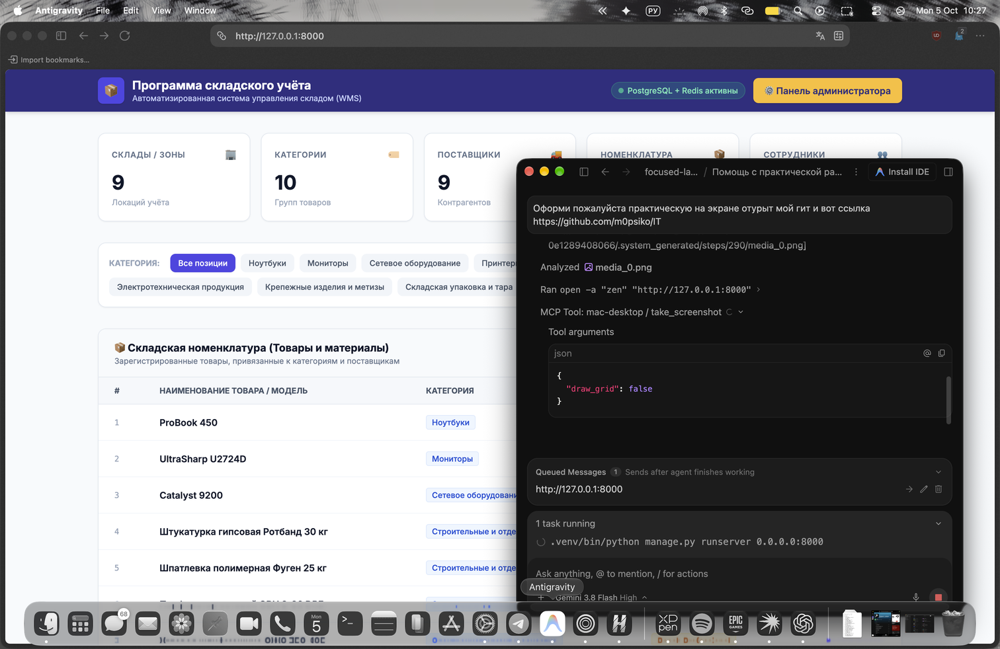 Antigravity File Edit View Window
РУ
Mon 5 Oct 10:27
http://127.0.0.1:8000
2
Import bookmarks...
Программа складского учёта
Автоматизированная система управления складом (WMS)
PostgreSQL + Redis активны
Панель администратора
СКЛАДЫ / ЗОНЫ
9
Локаций учёта
КАТЕГОРИИ
10
Групп товаров
ПОСТАВЩИКИ
9
Контрагентов
НОМЕНКЛАТУРА
СОТРУДНИКИ
КАТЕГОРИЯ: Все позиции Ноутбуки Мониторы Сетевое оборудование Принтеры
Электротехническая продукция Крепежные изделия и метизы Складская упаковка и тара
Складская номенклатура (Товары и материалы)
Зарегистрированные товары, привязанные к категориям и поставщикам
# НАИМЕНОВАНИЕ ТОВАРА / МОДЕЛЬ КАТЕГОРИЯ
1 ProBook 450 Ноутбуки
2 UltraSharp U2724D Мониторы
3 Catalyst 9200 Сетевое оборудовани
4 Штукатурка гипсовая Ротбанд 30 кг Строительные и отде
5 Шпатлевка полимерная Фуген 25 кг Строительные и отде
focused-la... / Помощь с практической ра...
Install IDE
Оформи пожалуйста практическую на экране отурыт мой гит и вот ссылка
https://github.com/m0psiko/IT
0e1289408066/.system_generated/steps/290/media_0.png]
Analyzed media_0.png
Ran open -a "zen" "http://127.0.0.1:8000"
MCP Tool: mac-desktop / take_screenshot
Tool arguments
json
{
"draw_grid": false
}
Queued Messages 1 Sends after agent finishes working
http://127.0.0.1:8000
1 task running
.venv/bin/python manage.py runserver 0.0.0.0:8000
Ask anything, @ to mention, / for actions
Antigravity
Gemini 3.8 Flash High
68
Mon
5
XP
pen
EPIC
GAMES